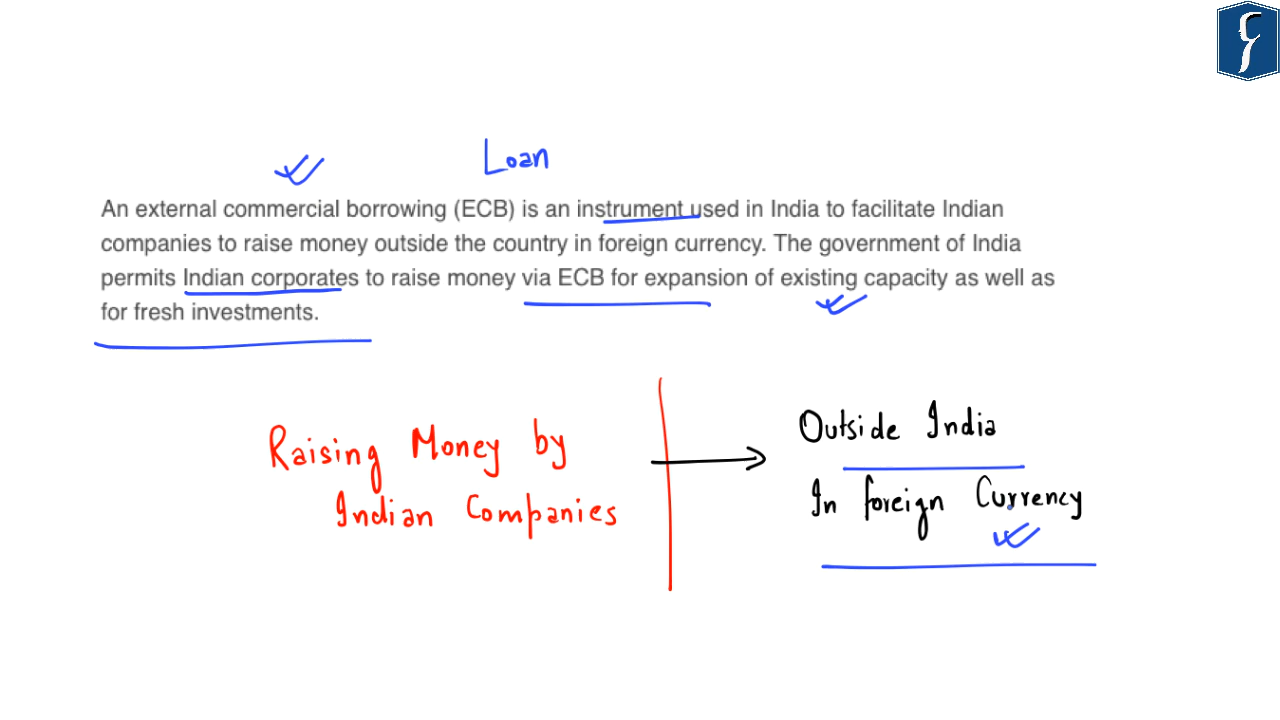 Loan
An external commercial borrowing (ECB) is an instrument used in India to facilitate Indian
companies to raise money outside the country in foreign currency. The government of India
permits Indian corporates to raise money via ECB for expansion of existing capacity as well as
for fresh investments.
Raising Money by
Indian Companies
Outside India
In foreign Currency